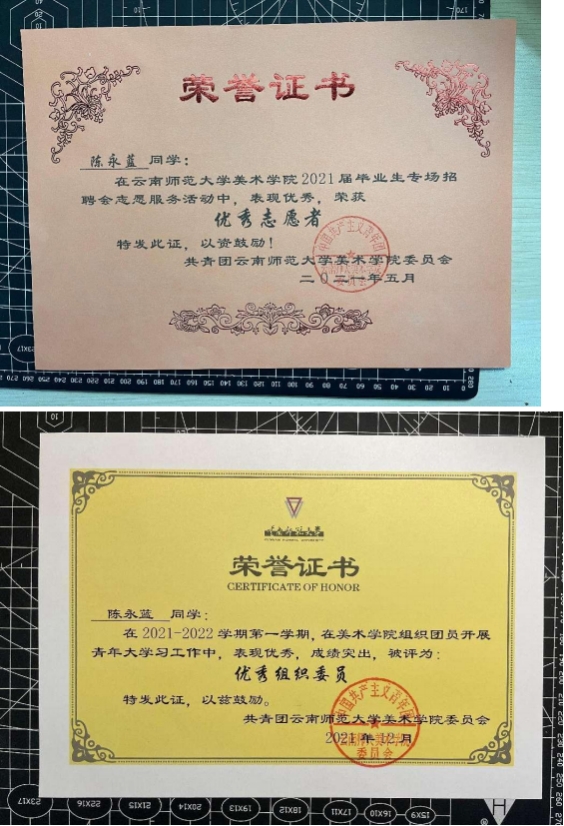 荣誉证书
陈永蓝 同学：
在云南师范大学美术学院2021届毕业生专场招
聘会志愿服务活动中，表现优秀，荣获
优秀志愿者
特发此证，以资鼓励！
共青团云南师范大学美术学院委员会
二〇二一年五月
荣誉证书
CERTIFICATE OF HONOR
陈永蓝 同学：
在2021-2022学期第一学期，在美术学院组织团员开展
青年大学习工作中，表现优秀，成绩突出，被评为：
优秀组织委员
特发此证，以兹鼓励。
共青团云南师范大学美术学院委员会
2021年12月
23X17
22X16
21X15
20X14
19X13
18X12
17X11
16X10
15X9